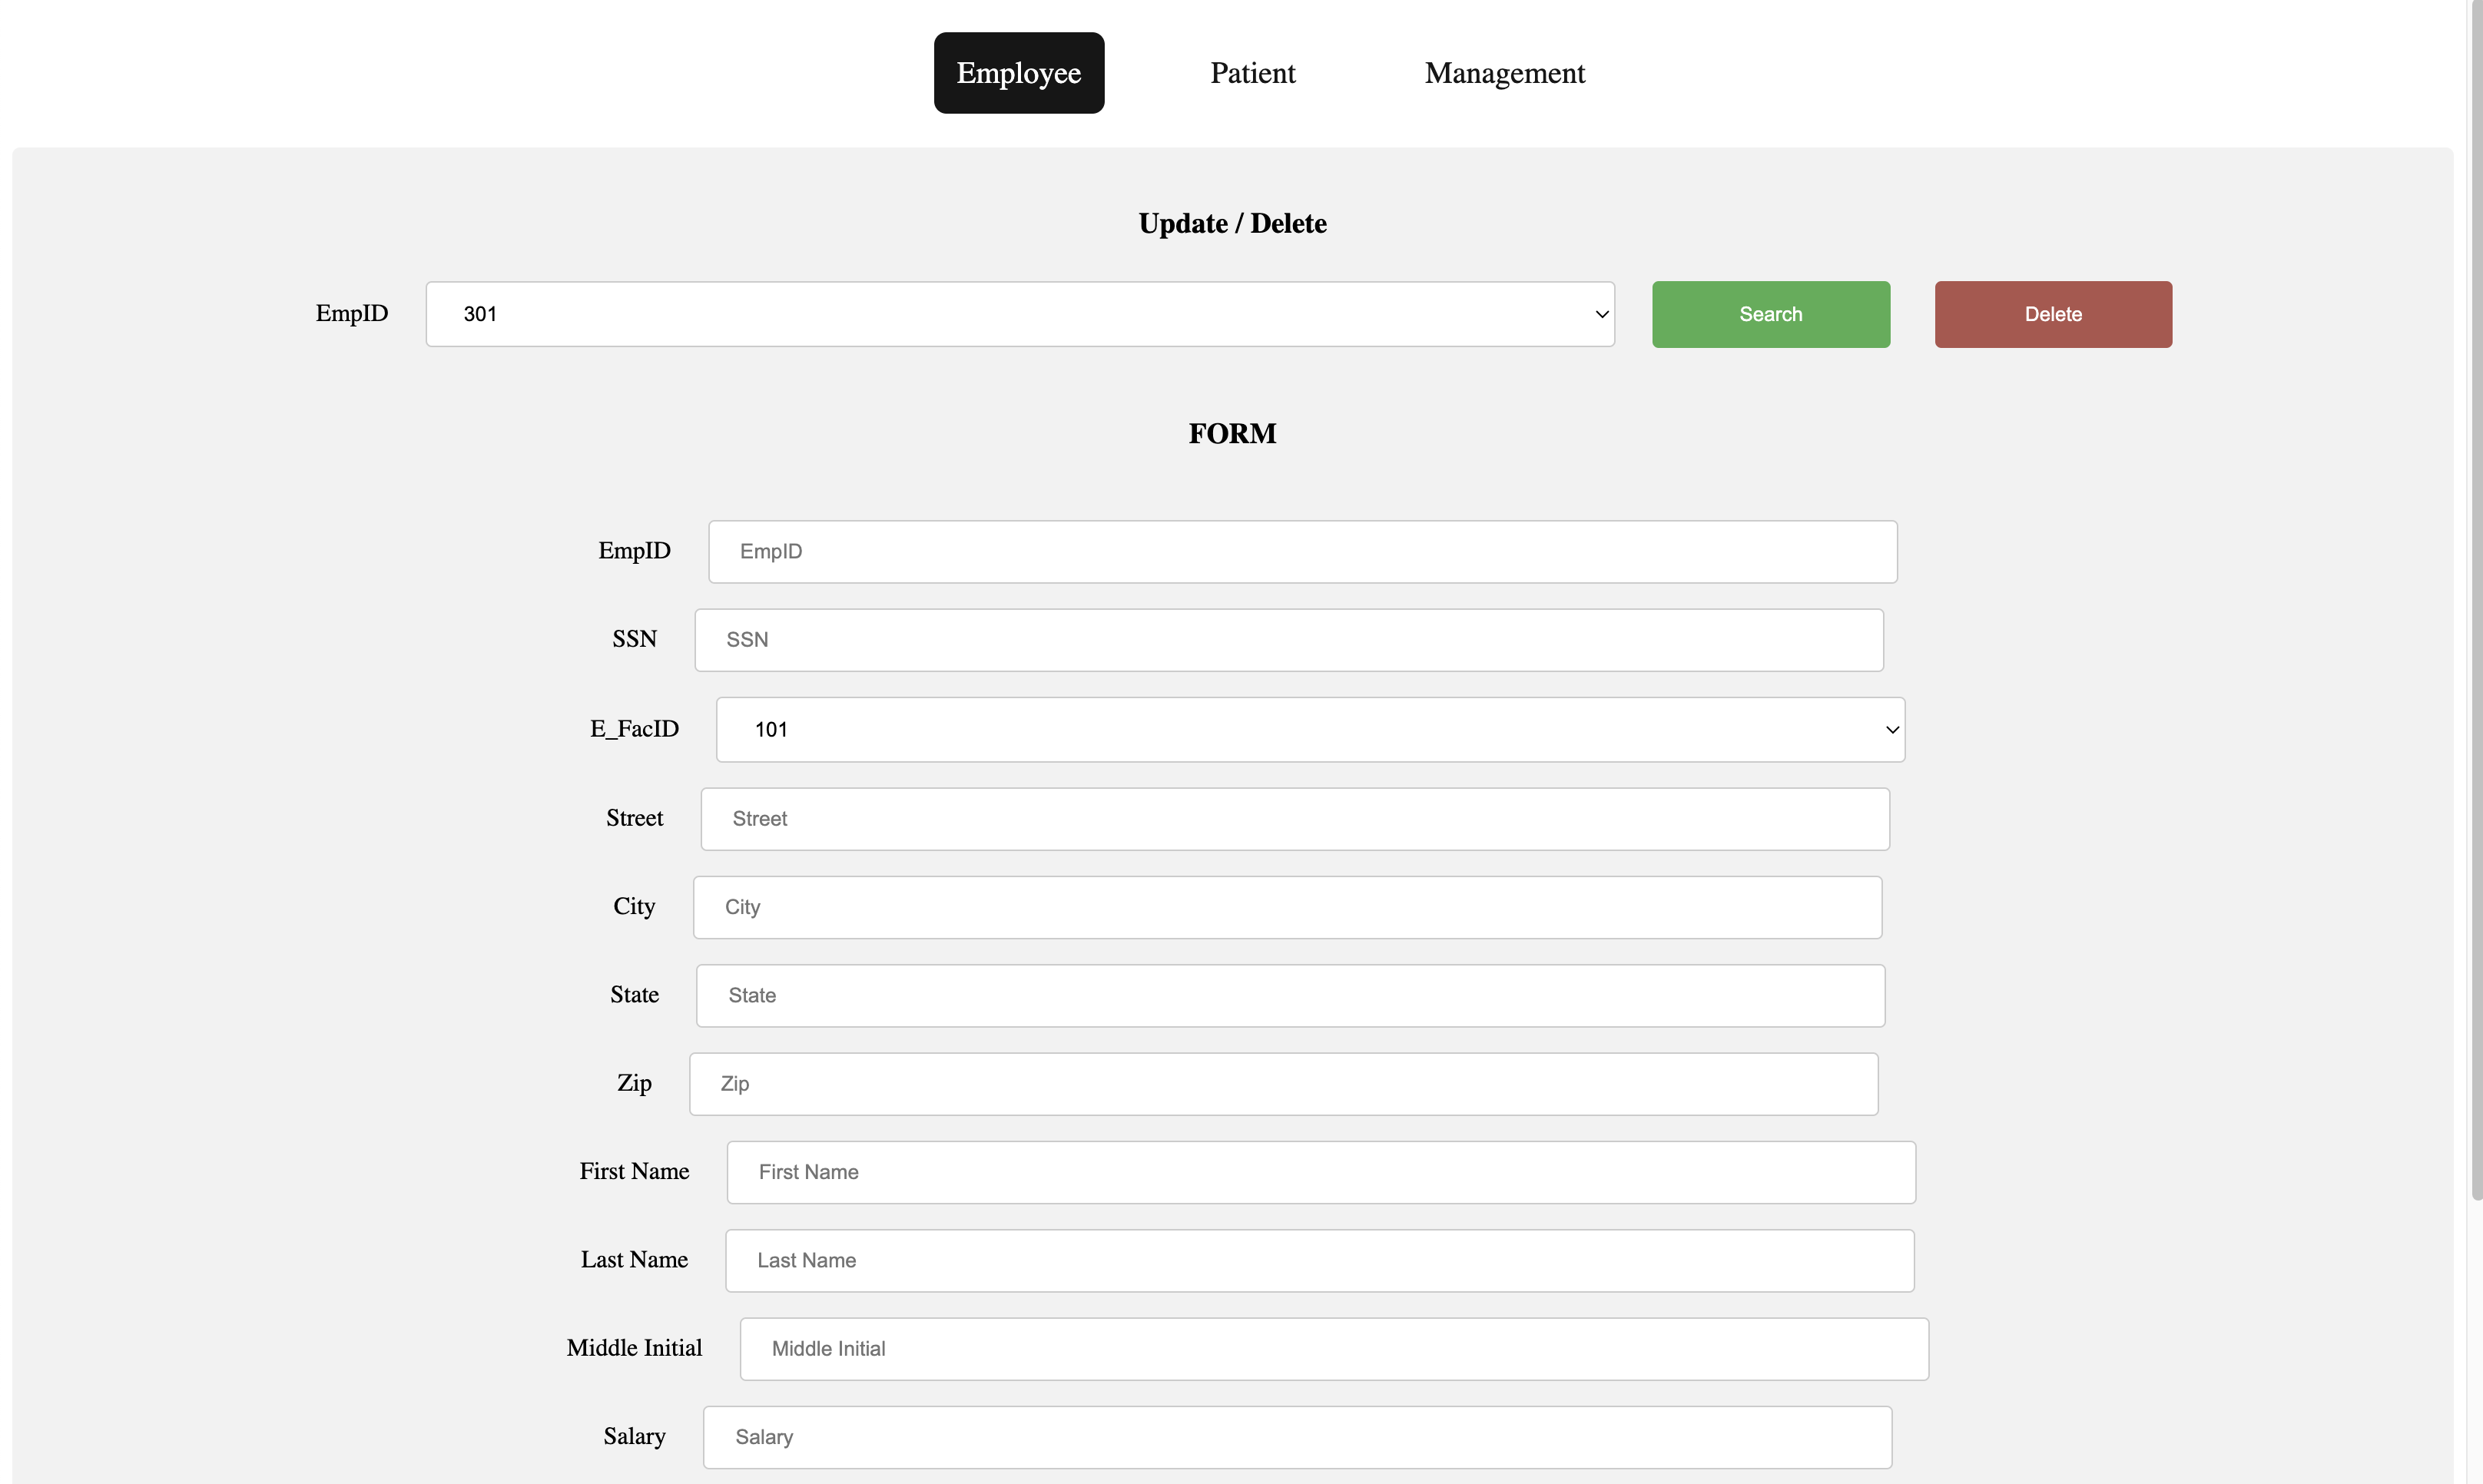 Employee Patient Management
Update / Delete
EmpID 301 Search Delete
FORM
EmpID EmpID
SSN SSN
E_FacID 101
Street Street
City City
State State
Zip Zip
First Name First Name
Last Name Last Name
Middle Initial Middle Initial
Salary Salary